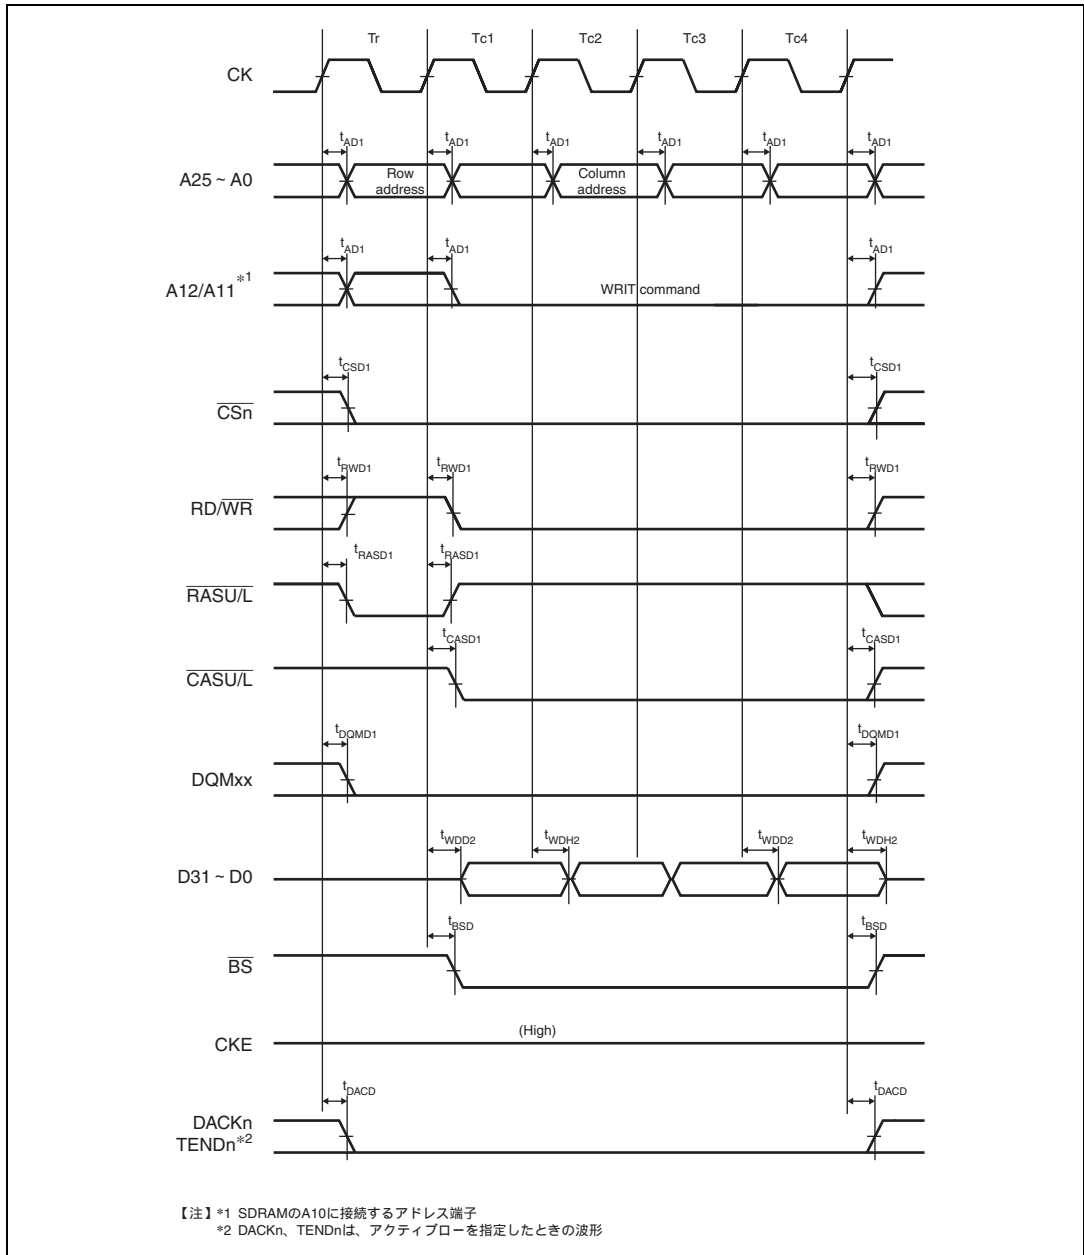 Tr Tc1 Tc2 Tc3 Tc4
CK
tAD1 tAD1 tAD1 tAD1 tAD1 tAD1
A25 ~ A0 Row address Column address
tAD1 tAD1 tAD1
A12/A11*1 WRIT command
tCSD1 tCSD1
CSn
tRWD1 tRWD1 tRWD1
RD/WR
tRASD1 tRASD1
RASU/L
tCASD1 tCASD1
CASU/L
tDQMD1 tDQMD1
DQMxx
tWDD2 tWDH2 tWDD2 tWDH2
D31 ~ D0
tBSD tBSD
BS
(High)
CKE
tDACD tDACD
DACKn
TENDn*2
【注】*1 SDRAMのA10に接続するアドレス端子
*2 DACKn、TENDnは、アクティブローを指定したときの波形